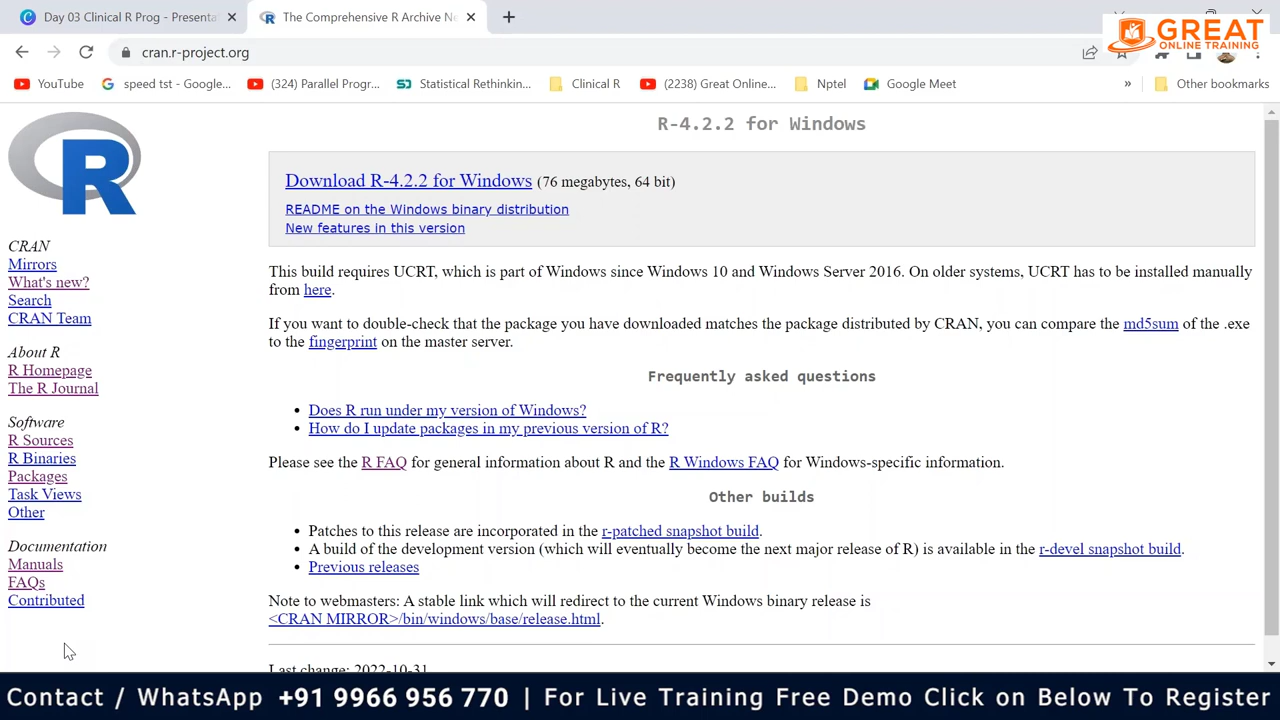 Day 03 Clinical R Prog - Presenta
The Comprehensive R Archive Ne
GREAT
ONLINE TRAINING
cran.r-project.org
YouTube
speed tst - Google...
(324) Parallel Progr...
Statistical Rethinkin...
Clinical R
(2238) Great Online...
Nptel
Google Meet
»
Other bookmarks
R
CRAN
Mirrors
What's new?
Search
CRAN Team
About R
R Homepage
The R Journal
Software
R Sources
R Binaries
Packages
Task Views
Other
Documentation
Manuals
FAQs
Contributed
R-4.2.2 for Windows
Download R-4.2.2 for Windows (76 megabytes, 64 bit)
README on the Windows binary distribution
New features in this version
This build requires UCRT, which is part of Windows since Windows 10 and Windows Server 2016. On older systems, UCRT has to be installed manually
from here.
If you want to double-check that the package you have downloaded matches the package distributed by CRAN, you can compare the md5sum of the .exe
to the fingerprint on the master server.
Frequently asked questions
• Does R run under my version of Windows?
• How do I update packages in my previous version of R?
Please see the R FAQ for general information about R and the R Windows FAQ for Windows-specific information.
Other builds
• Patches to this release are incorporated in the r-patched snapshot build.
• A build of the development version (which will eventually become the next major release of R) is available in the r-devel snapshot build.
• Previous releases
Note to webmasters: A stable link which will redirect to the current Windows binary release is
<CRAN MIRROR>/bin/windows/base/release.html.
Last change: 2022-10-31
Contact / WhatsApp +91 9966 956 770 | For Live Training Free Demo Click on Below To Register